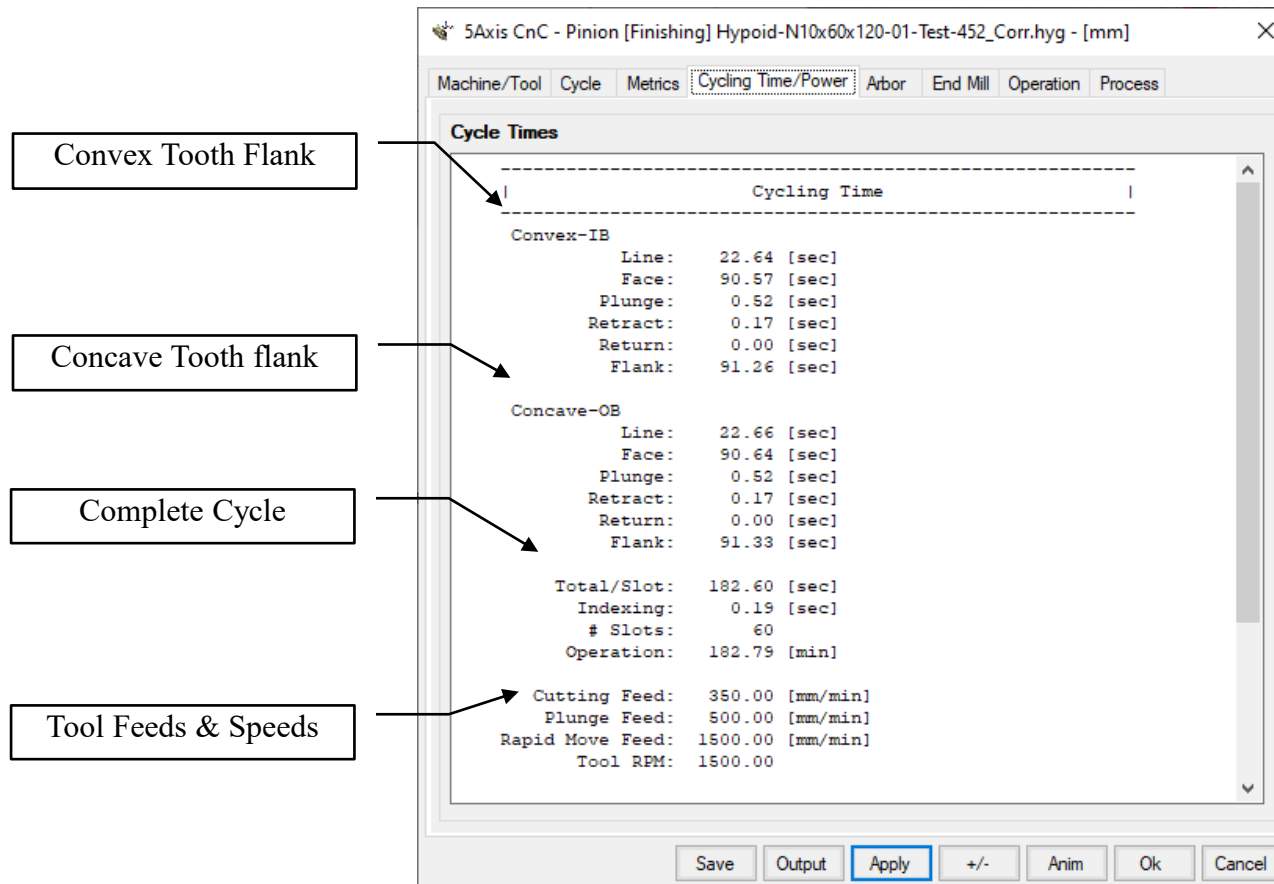 5Axis CnC - Pinion [Finishing] Hypoid-N10x60x120-01-Test-452_Corr.hyg - [mm]
Machine/Tool Cycle Metrics Cycling Time/Power Arbor End Mill Operation Process
Cycle Times
Convex Tooth Flank
Concave Tooth flank
Complete Cycle
Tool Feeds & Speeds
----------------------------------------------------------
| Cycling Time |
----------------------------------------------------------
Convex-IB
Line: 22.64 [sec]
Face: 90.57 [sec]
Plunge: 0.52 [sec]
Retract: 0.17 [sec]
Return: 0.00 [sec]
Flank: 91.26 [sec]
Concave-OB
Line: 22.66 [sec]
Face: 90.64 [sec]
Plunge: 0.52 [sec]
Retract: 0.17 [sec]
Return: 0.00 [sec]
Flank: 91.33 [sec]
Total/Slot: 182.60 [sec]
Indexing: 0.19 [sec]
# Slots: 60
Operation: 182.79 [min]
Cutting Feed: 350.00 [mm/min]
Plunge Feed: 500.00 [mm/min]
Rapid Move Feed: 1500.00 [mm/min]
Tool RPM: 1500.00
Save Output Apply +/- Anim Ok Cancel